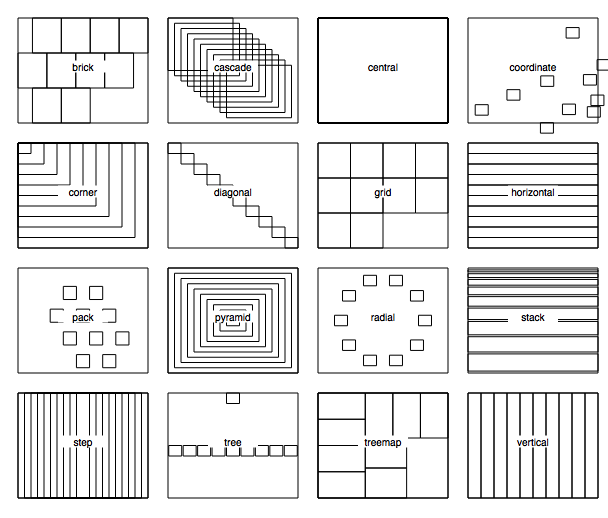 brick
cascade
central
coordinate
corner
diagonal
grid
horizontal
pack
pyramid
radial
stack
step
tree
treemap
vertical